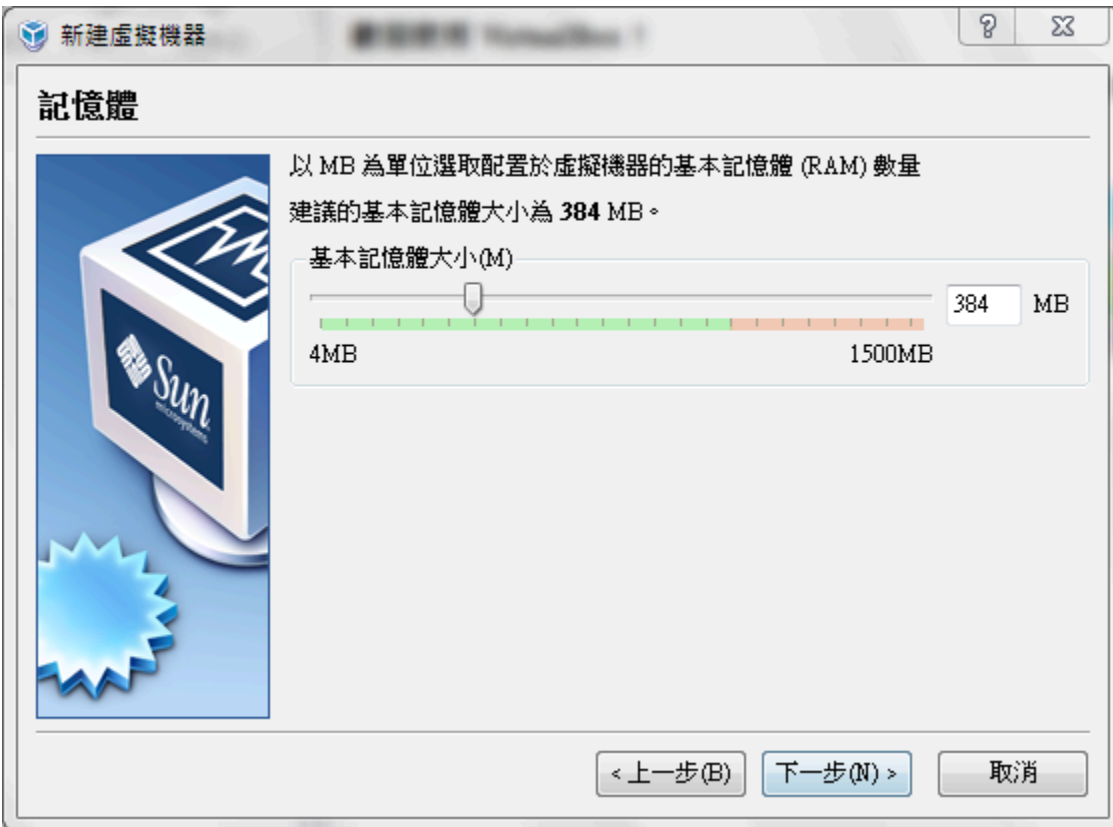 新建虛擬機器
記憶體
以 MB 為單位選取配置於虛擬機器的基本記憶體 (RAM) 數量
建議的基本記憶體大小為 384 MB。
基本記憶體大小(M)
384 MB
4MB 1500MB
Sun
microsystems
< 上一步(B) 下一步(N) > 取消